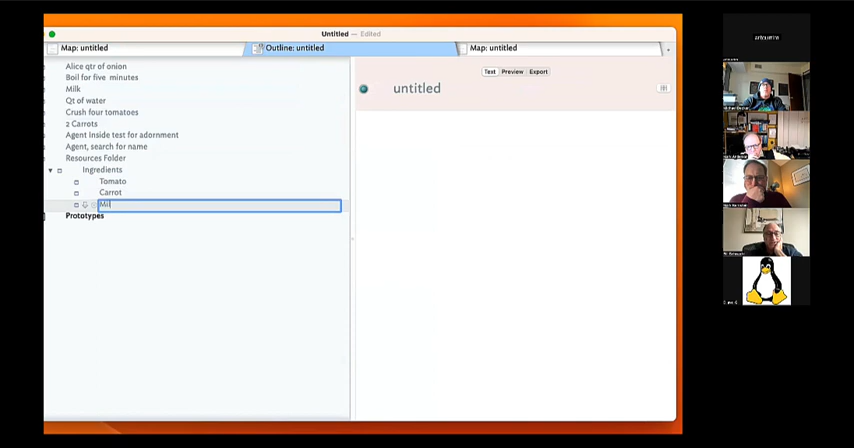 Untitled — Edited
Map: untitled
Outline: untitled
Map: untitled
Alice qtr of onion
Boil for five minutes
Milk
Qt of water
Crush four tomatoes
2 Carrots
Agent Inside test for adornment
Agent, search for name
Resources Folder
Ingredients
Tomato
Carrot
Mil
Prototypes
Text Preview Export
untitled